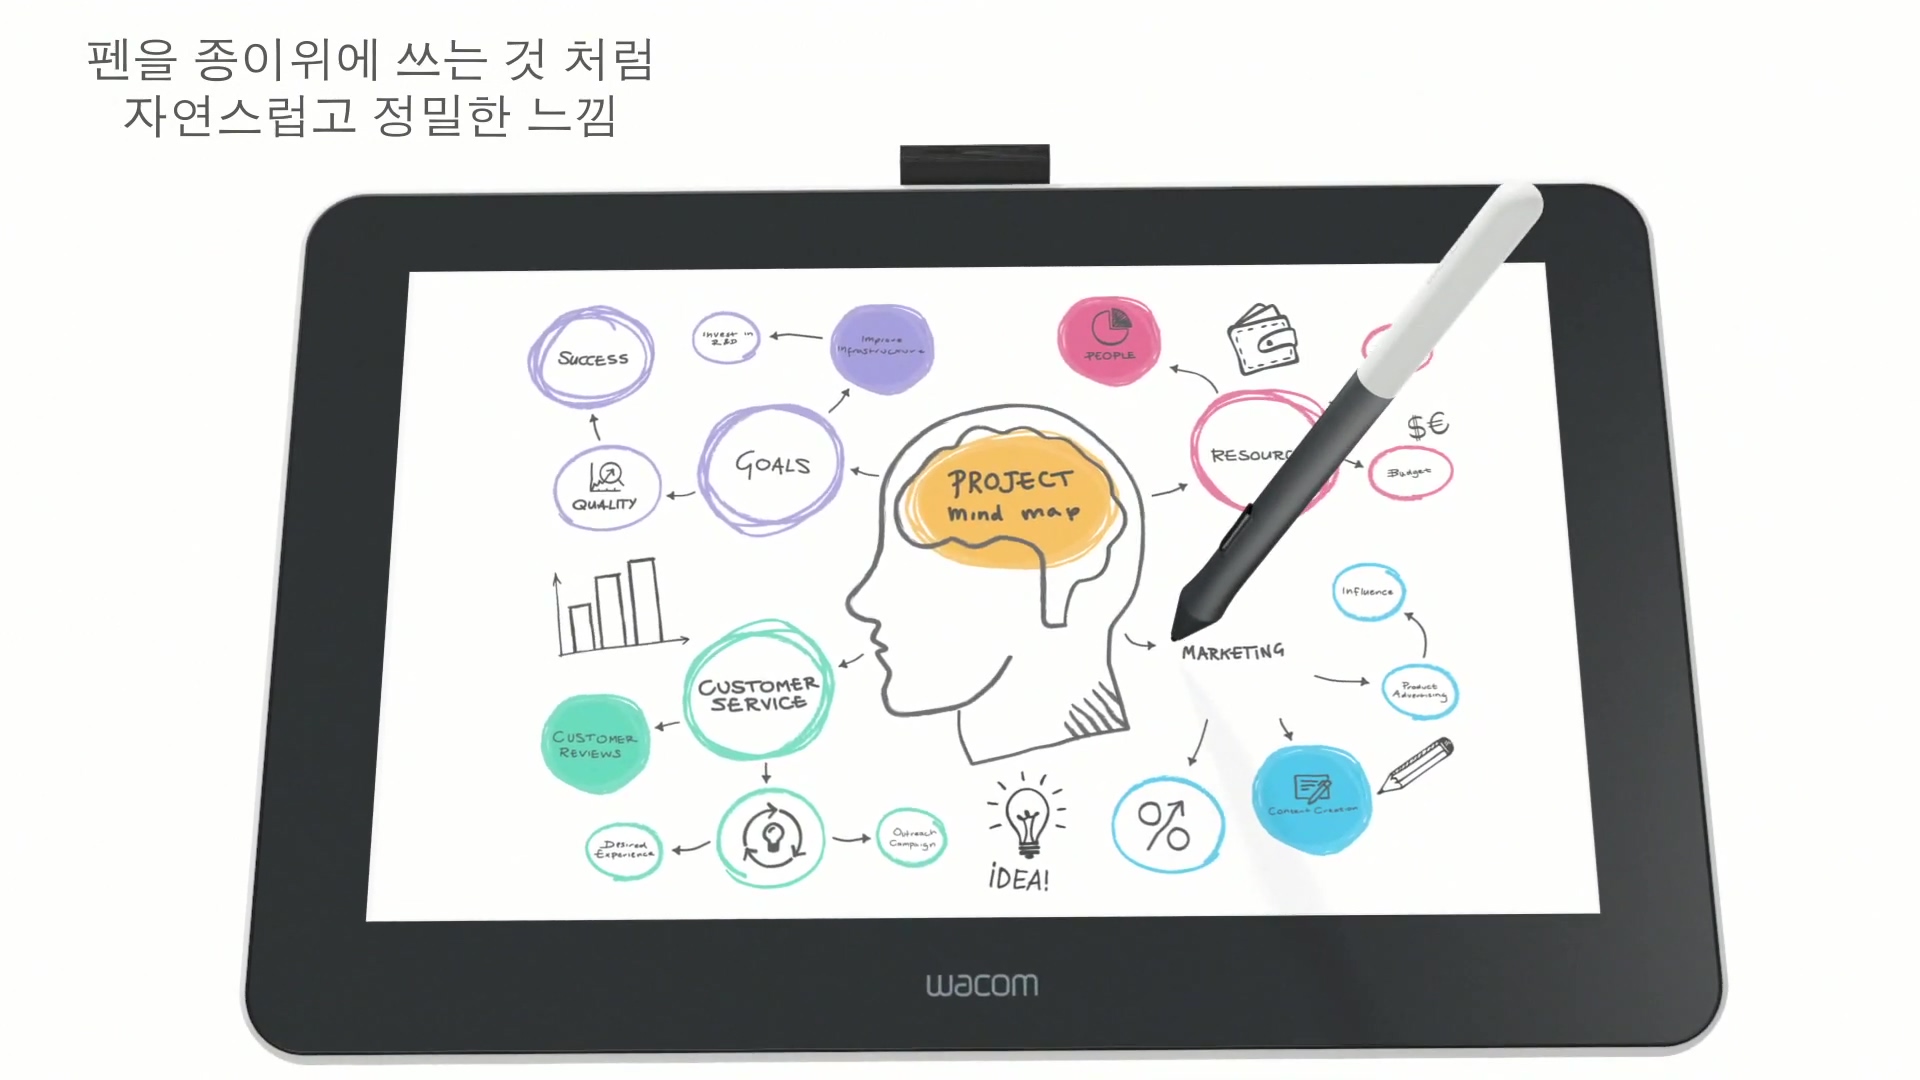 펜을 종이위에 쓰는 것 처럼
자연스럽고 정밀한 느낌
SUCCESS
Invest in
R&D
Improve
Infrastructure
PEOPLE
$€
GOALS
QUALITY
PROJECT
mind map
RESOURC
Budget
Influence
MARKETING
Product
Advertising
CUSTOMER
SERVICE
CUSTOMER
REVIEWS
Content Creation
%
Desired
Experience
Outreach
Campaign
iDEA!
wacom